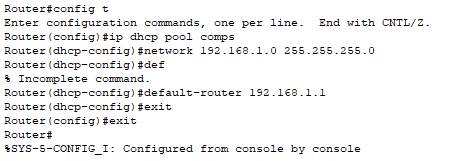 Router#config t
Enter configuration commands, one per line.  End with CNTL/Z.
Router(config)#ip dhcp pool comps
Router(dhcp-config)#network 192.168.1.0 255.255.255.0
Router(dhcp-config)#def
% Incomplete command.
Router(dhcp-config)#default-router 192.168.1.1
Router(dhcp-config)#exit
Router(config)#exit
Router#
%SYS-5-CONFIG_I: Configured from console by console